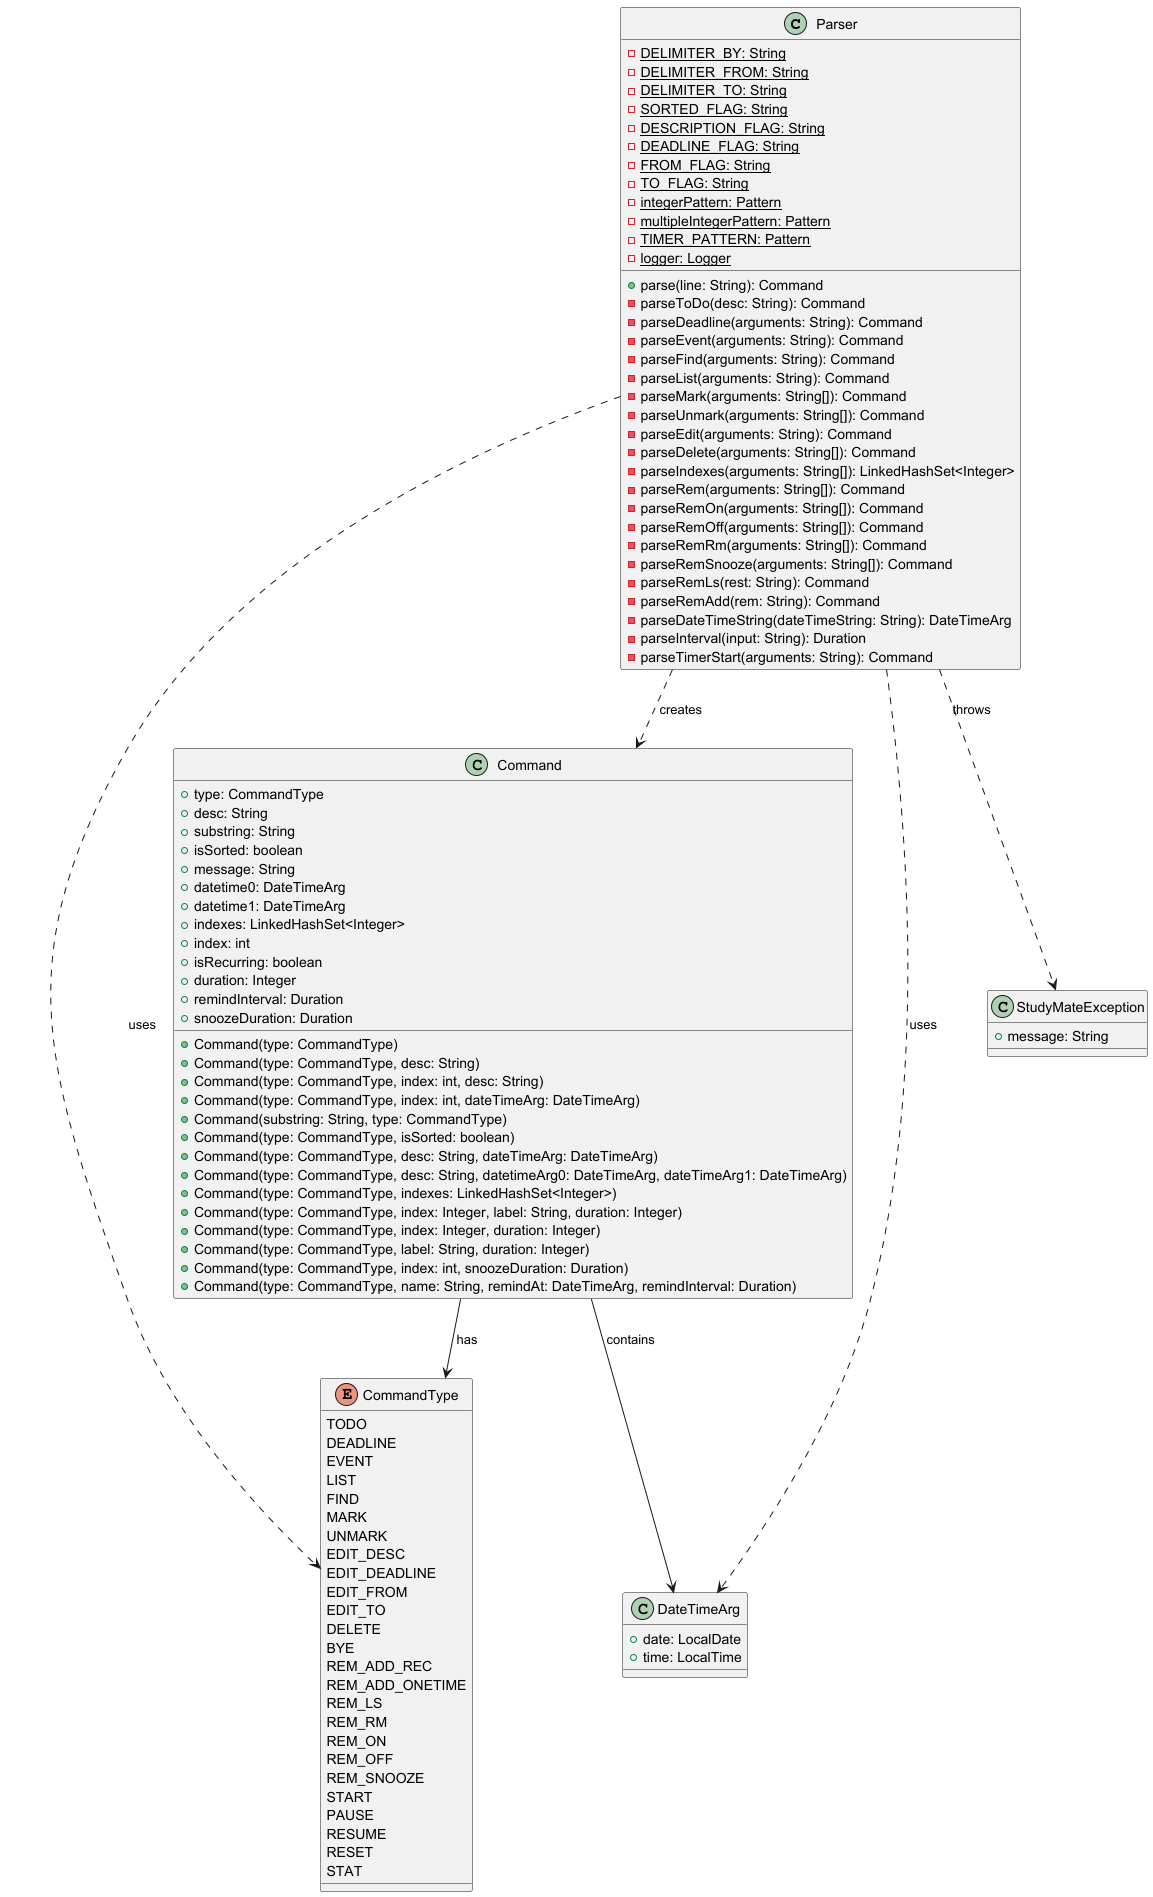 C Parser
DELIMITER_BY: String
DELIMITER_FROM: String
DELIMITER_TO: String
SORTED_FLAG: String
DESCRIPTION_FLAG: String
DEADLINE_FLAG: String
FROM_FLAG: String
TO_FLAG: String
integerPattern: Pattern
multipleIntegerPattern: Pattern
TIMER_PATTERN: Pattern
logger: Logger
parse(line: String): Command
parseToDo(desc: String): Command
parseDeadline(arguments: String): Command
parseEvent(arguments: String): Command
parseFind(arguments: String): Command
parseList(arguments: String): Command
parseMark(arguments: String[]): Command
parseUnmark(arguments: String[]): Command
parseEdit(arguments: String): Command
parseDelete(arguments: String[]): Command
parseIndexes(arguments: String[]): LinkedHashSet<Integer>
parseRem(arguments: String[]): Command
parseRemOn(arguments: String[]): Command
parseRemOff(arguments: String[]): Command
parseRemRm(arguments: String[]): Command
parseRemSnooze(arguments: String[]): Command
parseRemLs(rest: String): Command
parseRemAdd(rem: String): Command
parseDateTimeString(dateTimeString: String): DateTimeArg
parseInterval(input: String): Duration
parseTimerStart(arguments: String): Command
creates
throws
C Command
type: CommandType
desc: String
substring: String
isSorted: boolean
message: String
datetime0: DateTimeArg
datetime1: DateTimeArg
indexes: LinkedHashSet<Integer>
index: int
isRecurring: boolean
duration: Integer
remindInterval: Duration
snoozeDuration: Duration
Command(type: CommandType)
Command(type: CommandType, desc: String)
Command(type: CommandType, index: int, desc: String)
Command(type: CommandType, index: int, dateTimeArg: DateTimeArg)
Command(substring: String, type: CommandType)
Command(type: CommandType, isSorted: boolean)
Command(type: CommandType, desc: String, dateTimeArg: DateTimeArg)
Command(type: CommandType, desc: String, datetimeArg0: DateTimeArg, dateTimeArg1: DateTimeArg)
Command(type: CommandType, indexes: LinkedHashSet<Integer>)
Command(type: CommandType, index: Integer, label: String, duration: Integer)
Command(type: CommandType, index: Integer, duration: Integer)
Command(type: CommandType, label: String, duration: Integer)
Command(type: CommandType, index: int, snoozeDuration: Duration)
Command(type: CommandType, name: String, remindAt: DateTimeArg, remindInterval: Duration)
uses
uses
C StudyMateException
message: String
has
contains
E CommandType
TODO
DEADLINE
EVENT
LIST
FIND
MARK
UNMARK
EDIT_DESC
EDIT_DEADLINE
EDIT_FROM
EDIT_TO
DELETE
BYE
REM_ADD_REC
REM_ADD_ONETIME
REM_LS
REM_RM
REM_ON
REM_OFF
REM_SNOOZE
START
PAUSE
RESUME
RESET
STAT
C DateTimeArg
date: LocalDate
time: LocalTime